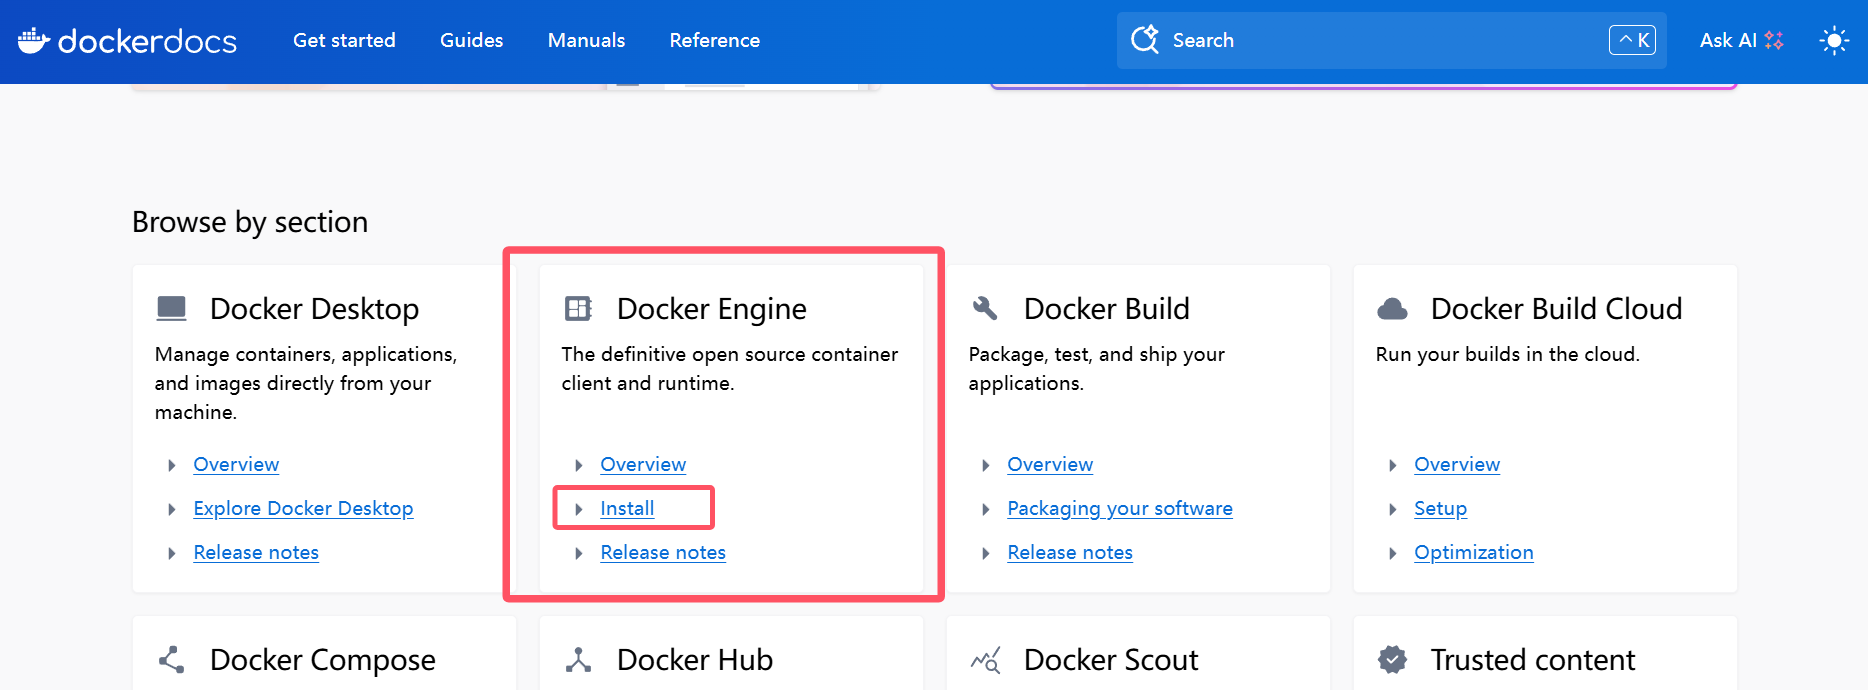 dockerdocs
Get started
Guides
Manuals
Reference
Search
^ K
Ask AI
Browse by section
Docker Desktop
Manage containers, applications,
and images directly from your
machine.
Overview
Explore Docker Desktop
Release notes
Docker Engine
The definitive open source container
client and runtime.
Overview
Install
Release notes
Docker Build
Package, test, and ship your
applications.
Overview
Packaging your software
Release notes
Docker Build Cloud
Run your builds in the cloud.
Overview
Setup
Optimization
Docker Compose
Docker Hub
Docker Scout
Trusted content